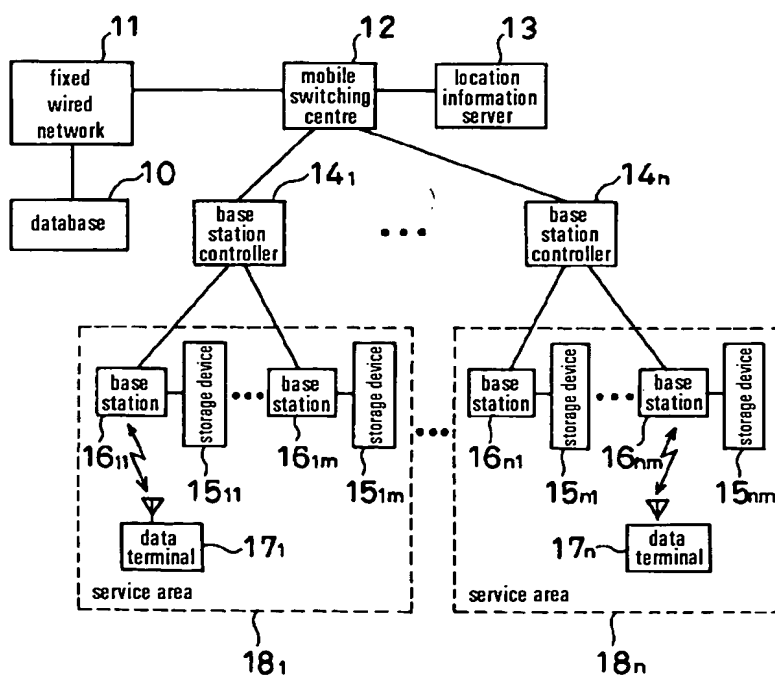 11
12
13
fixed
wired
network
mobile
switching
centre
location
information
server
10
14₁
14n
database
base
station
controller
base
station
controller
base
station
storage device
base
station
storage device
base
station
storage device
base
station
storage device
16₁₁
15₁₁
16₁m
15₁m
16n1
15m1
16nm
15nm
data
terminal
17₁
data
terminal
17n
service area
service area
18₁
18n